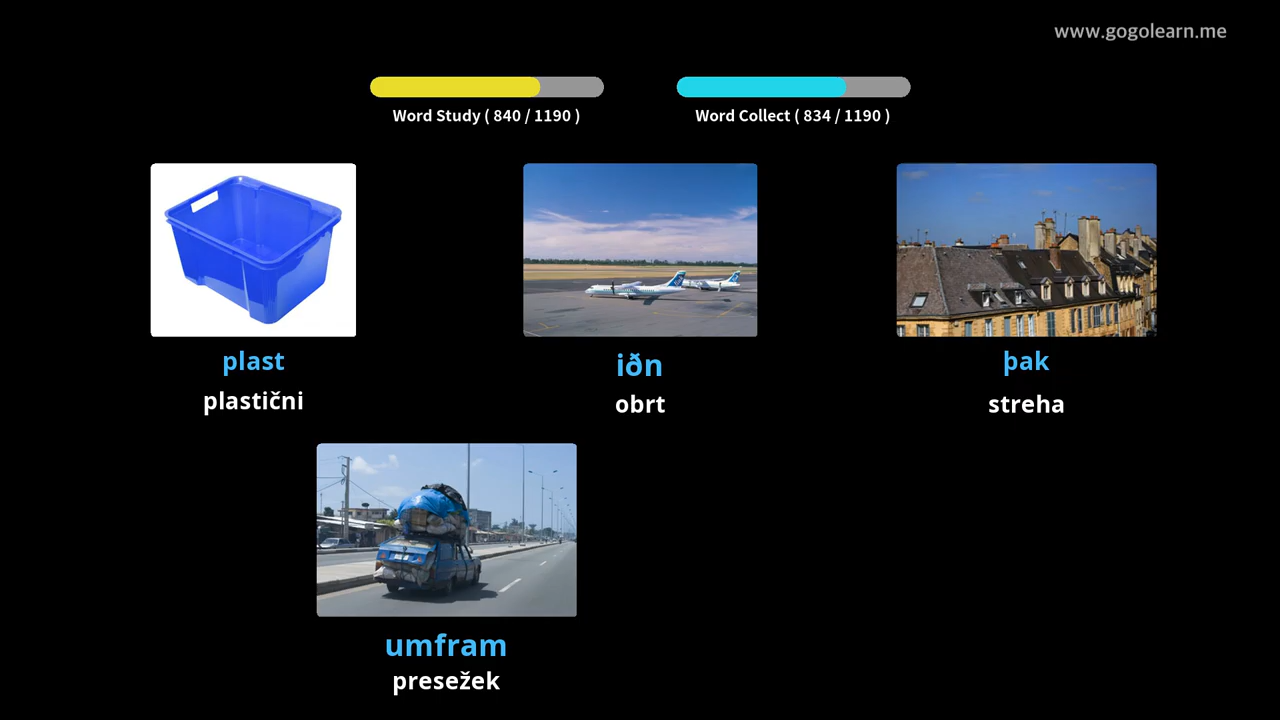 www.gogolearn.me
Word Study ( 840 / 1190 )
Word Collect ( 834 / 1190 )
plast
plastični
iðn
obrt
þak
streha
umfram
presežek